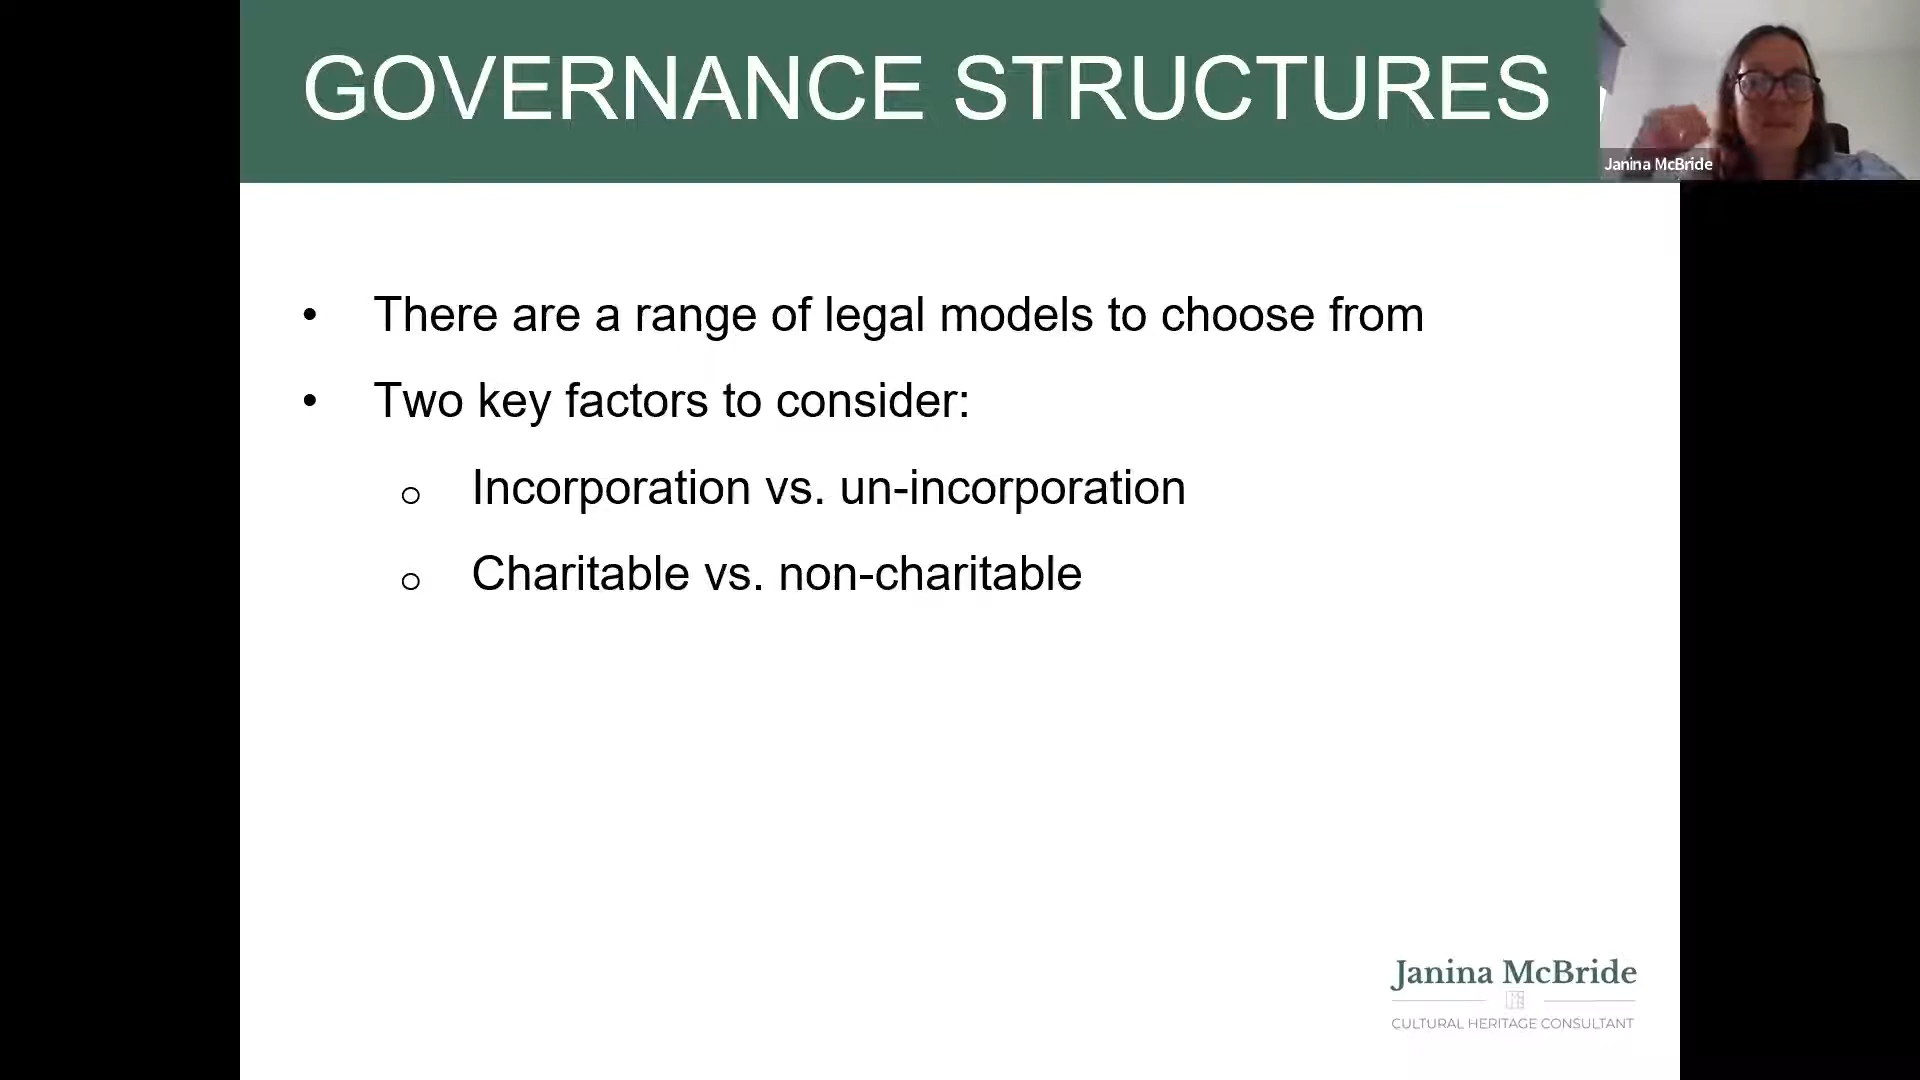 GOVERNANCE STRUCTURES
Janina McBride
• There are a range of legal models to choose from
• Two key factors to consider:
o Incorporation vs. un-incorporation
o Charitable vs. non-charitable
Janina McBride
CULTURAL HERITAGE CONSULTANT